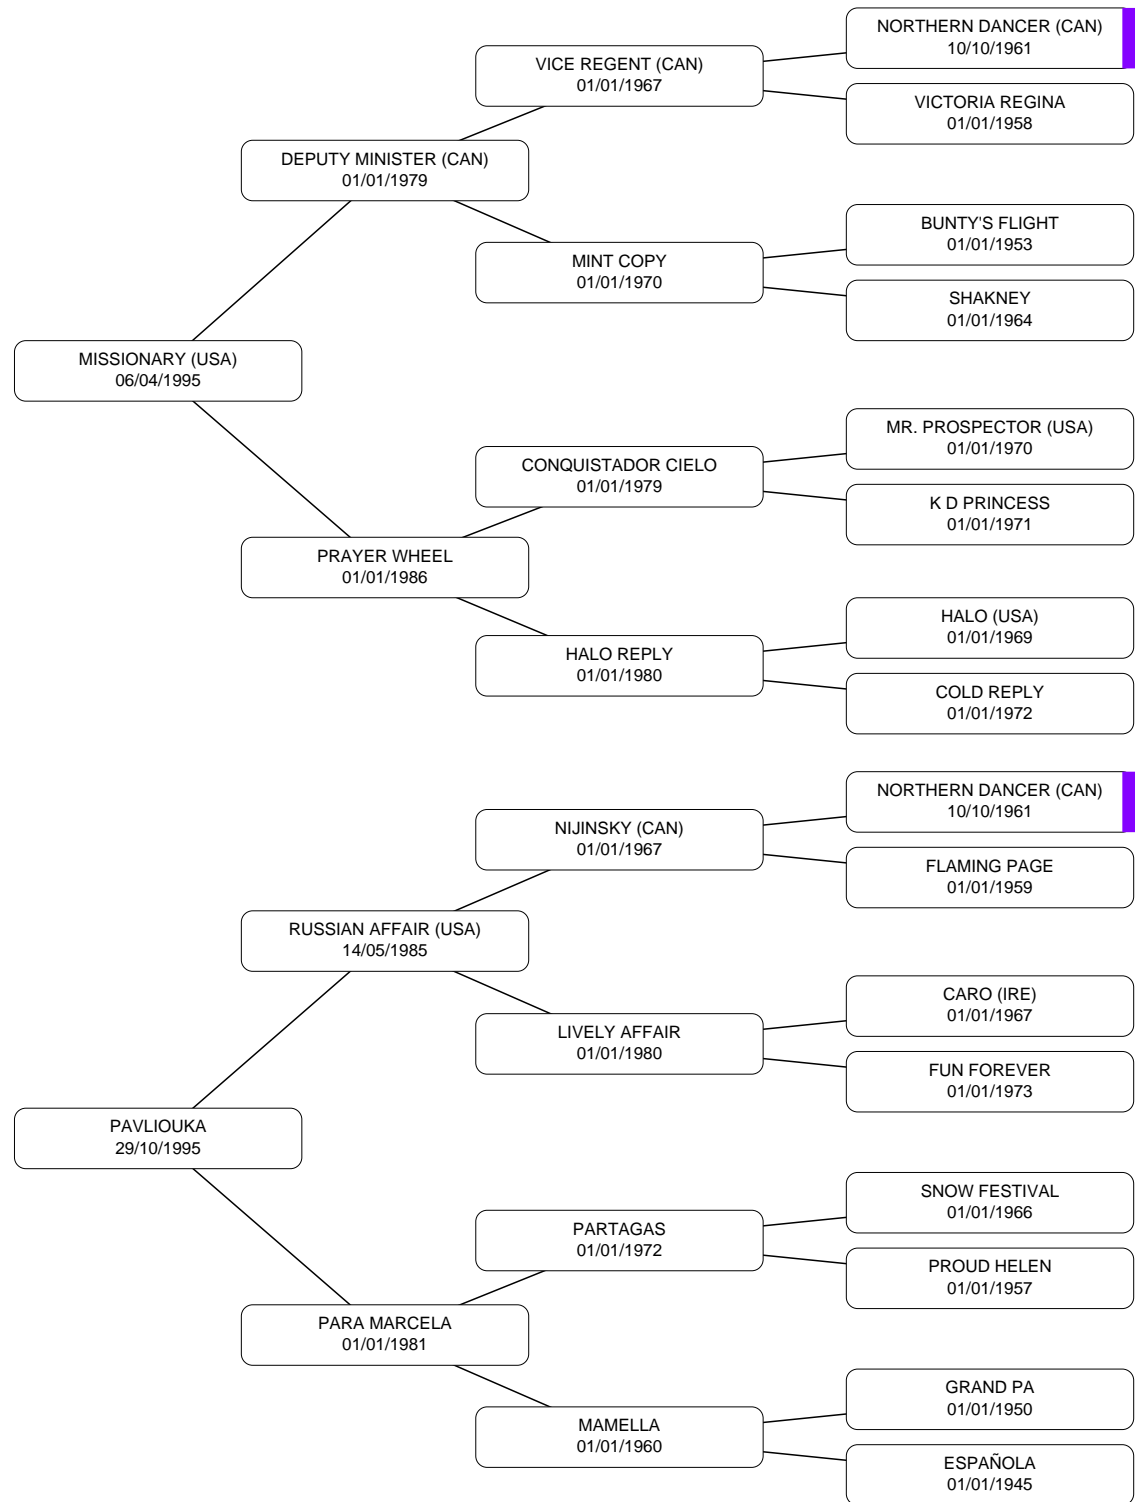 NORTHERN DANCER (CAN)
10/10/1961
VICE REGENT (CAN)
01/01/1967
VICTORIA REGINA
01/01/1958
DEPUTY MINISTER (CAN)
01/01/1979
BUNTY'S FLIGHT
01/01/1953
MINT COPY
01/01/1970
SHAKNEY
01/01/1964
MISSIONARY (USA)
06/04/1995
MR. PROSPECTOR (USA)
01/01/1970
CONQUISTADOR CIELO
01/01/1979
K D PRINCESS
01/01/1971
PRAYER WHEEL
01/01/1986
HALO (USA)
01/01/1969
HALO REPLY
01/01/1980
COLD REPLY
01/01/1972
NORTHERN DANCER (CAN)
10/10/1961
NIJINSKY (CAN)
01/01/1967
FLAMING PAGE
01/01/1959
RUSSIAN AFFAIR (USA)
14/05/1985
CARO (IRE)
01/01/1967
LIVELY AFFAIR
01/01/1980
FUN FOREVER
01/01/1973
PAVLIOUKA
29/10/1995
SNOW FESTIVAL
01/01/1966
PARTAGAS
01/01/1972
PROUD HELEN
01/01/1957
PARA MARCELA
01/01/1981
GRAND PA
01/01/1950
MAMELLA
01/01/1960
ESPAÑOLA
01/01/1945